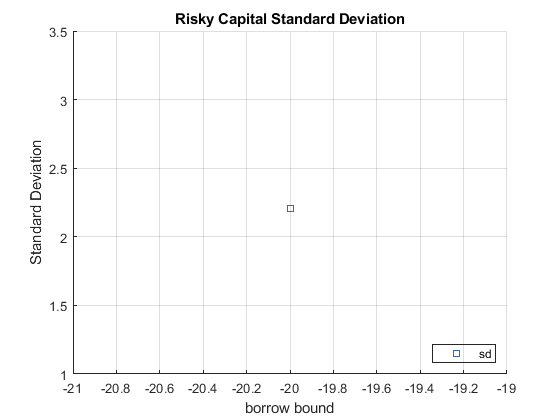 Risky Capital Standard Deviation
3.5
3
2.5
2
1.5
1
Standard Deviation
sd
-21 -20.8 -20.6 -20.4 -20.2 -20 -19.8 -19.6 -19.4 -19.2 -19
borrow bound